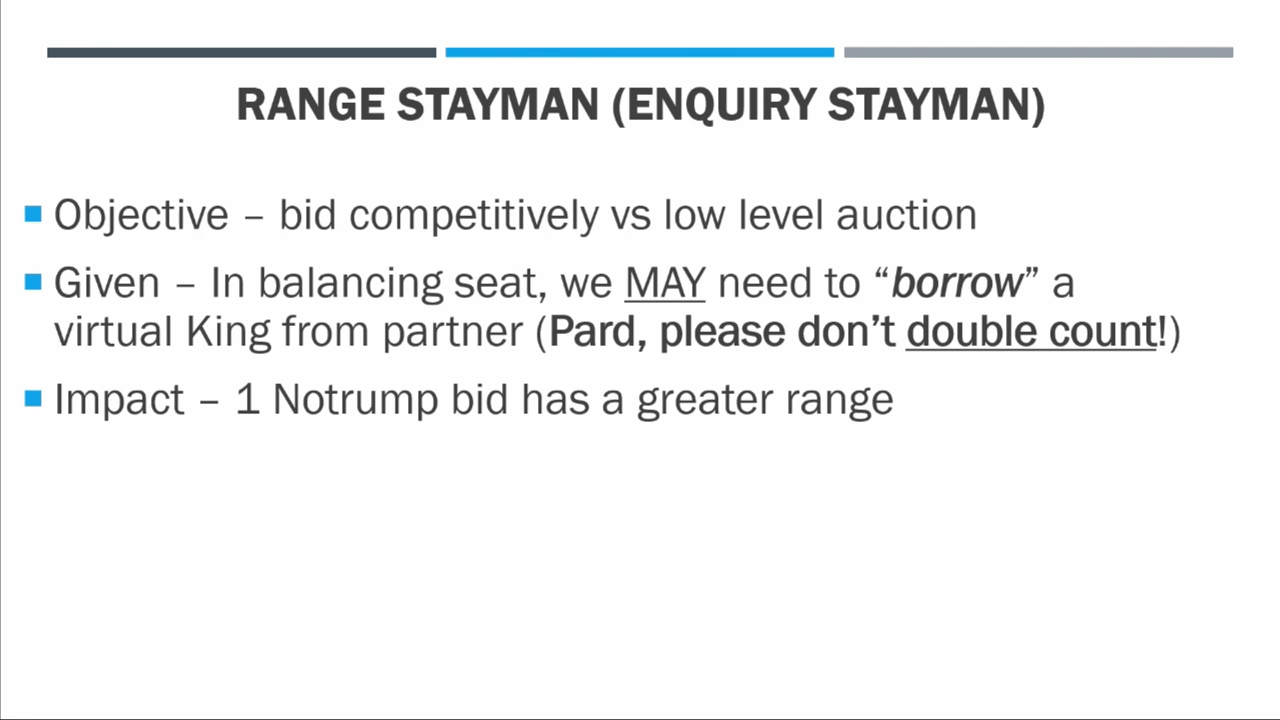 RANGE STAYMAN (ENQUIRY STAYMAN)
Objective – bid competitively vs low level auction
Given – In balancing seat, we MAY need to “borrow” a
virtual King from partner (Pard, please don’t double count!)
Impact – 1 Notrump bid has a greater range